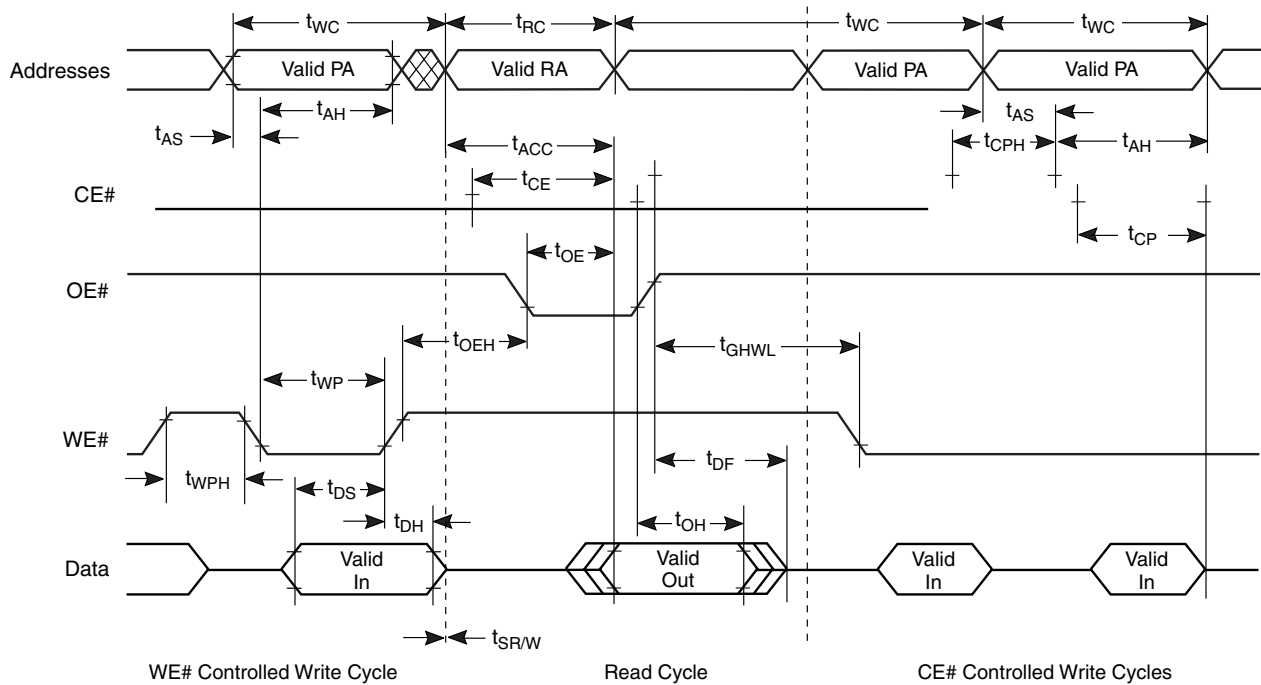 tWC tRC tWC tWC
Addresses Valid PA Valid RA Valid PA Valid PA
tAH tAS
tAS tACC tCPH tAH
CE# tCE
tCP
tOE
OE#
tOEH tGHWL
tWP
WE#
tWPH tDS tDF
tDH tOH
Data Valid In Valid Out Valid In Valid In
tSR/W
WE# Controlled Write Cycle Read Cycle CE# Controlled Write Cycles